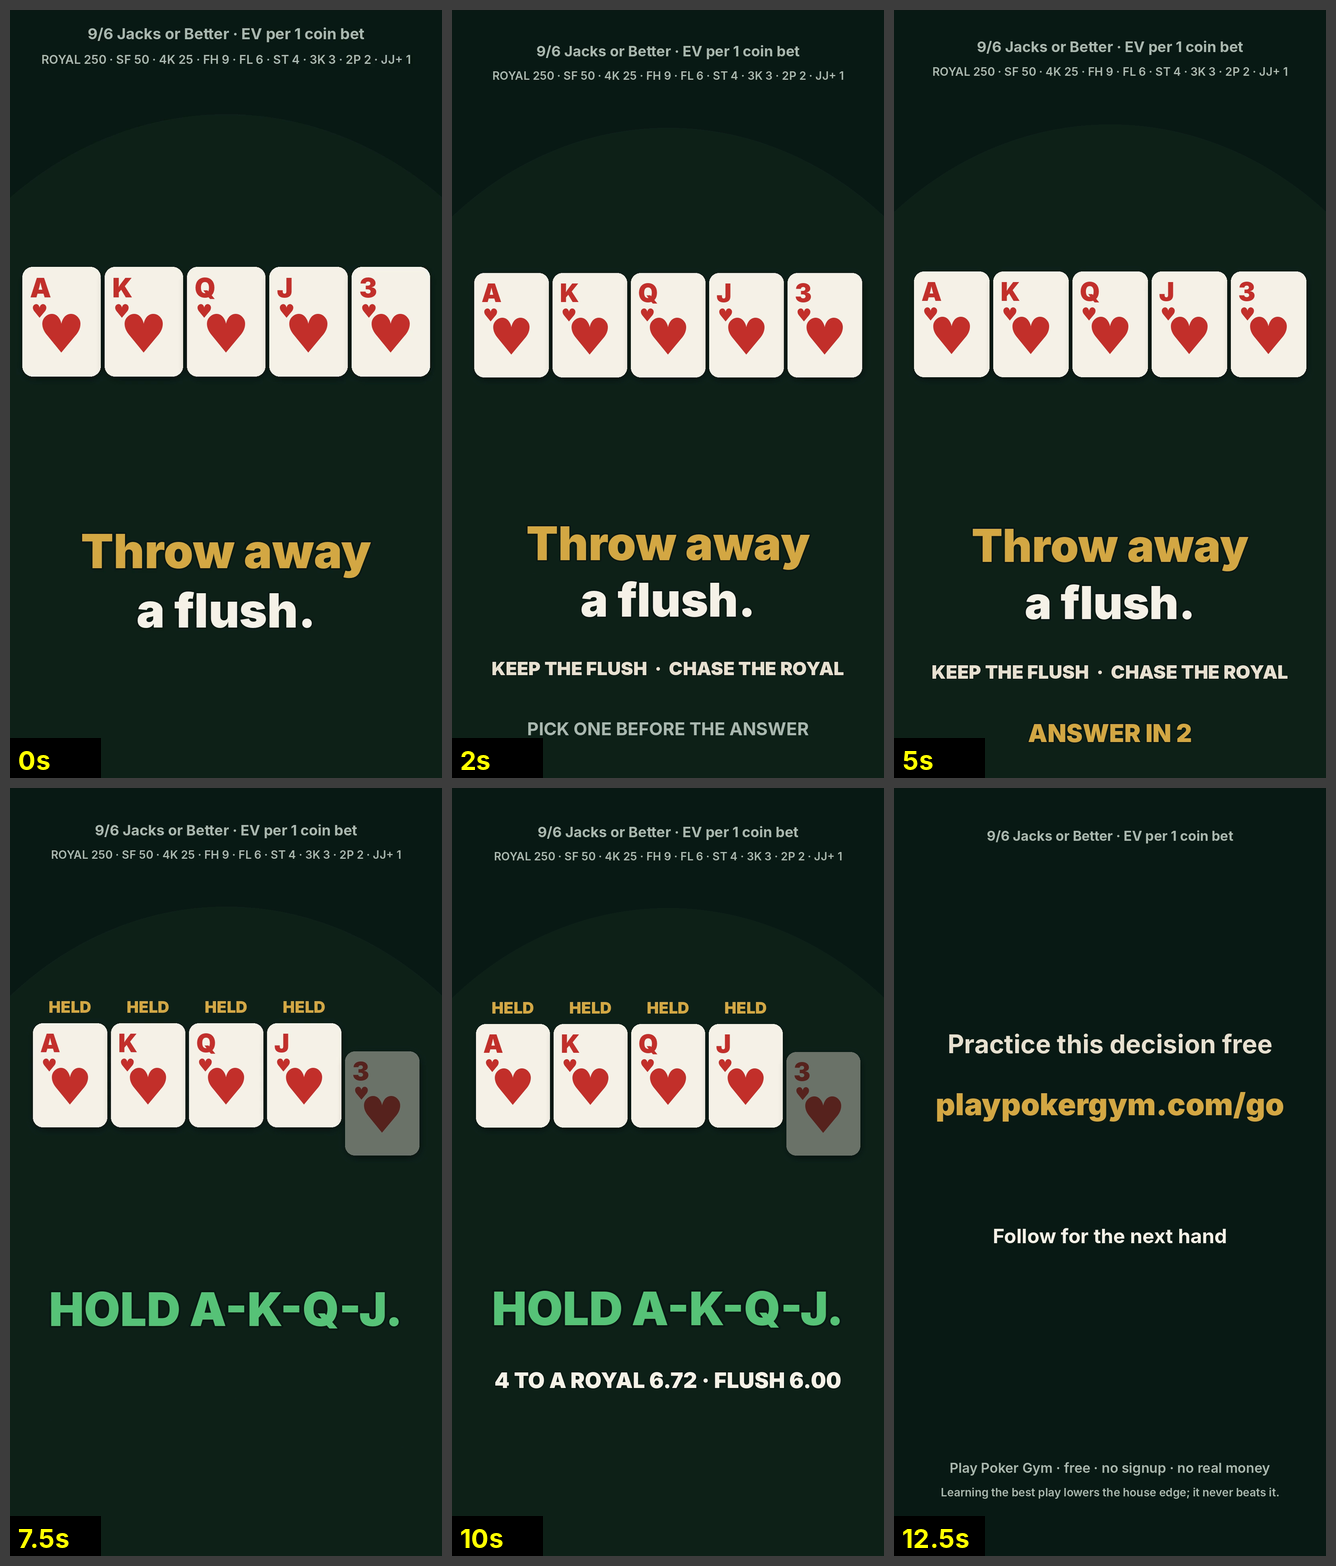 9/6 Jacks or Better · EV per 1 coin bet
ROYAL 250 · SF 50 · 4K 25 · FH 9 · FL 6 · ST 4 · 3K 3 · 2P 2 · JJ+ 1
A K Q J 3
Throw away
a flush.
0s
9/6 Jacks or Better · EV per 1 coin bet
ROYAL 250 · SF 50 · 4K 25 · FH 9 · FL 6 · ST 4 · 3K 3 · 2P 2 · JJ+ 1
A K Q J 3
Throw away
a flush.
KEEP THE FLUSH · CHASE THE ROYAL
PICK ONE BEFORE THE ANSWER
2s
9/6 Jacks or Better · EV per 1 coin bet
ROYAL 250 · SF 50 · 4K 25 · FH 9 · FL 6 · ST 4 · 3K 3 · 2P 2 · JJ+ 1
A K Q J 3
Throw away
a flush.
KEEP THE FLUSH · CHASE THE ROYAL
ANSWER IN 2
5s
9/6 Jacks or Better · EV per 1 coin bet
ROYAL 250 · SF 50 · 4K 25 · FH 9 · FL 6 · ST 4 · 3K 3 · 2P 2 · JJ+ 1
HELD HELD HELD HELD
A K Q J 3
HOLD A-K-Q-J.
7.5s
9/6 Jacks or Better · EV per 1 coin bet
ROYAL 250 · SF 50 · 4K 25 · FH 9 · FL 6 · ST 4 · 3K 3 · 2P 2 · JJ+ 1
HELD HELD HELD HELD
A K Q J 3
HOLD A-K-Q-J.
4 TO A ROYAL 6.72 · FLUSH 6.00
10s
9/6 Jacks or Better · EV per 1 coin bet
Practice this decision free
playpokergym.com/go
Follow for the next hand
Play Poker Gym · free · no signup · no real money
Learning the best play lowers the house edge; it never beats it.
12.5s